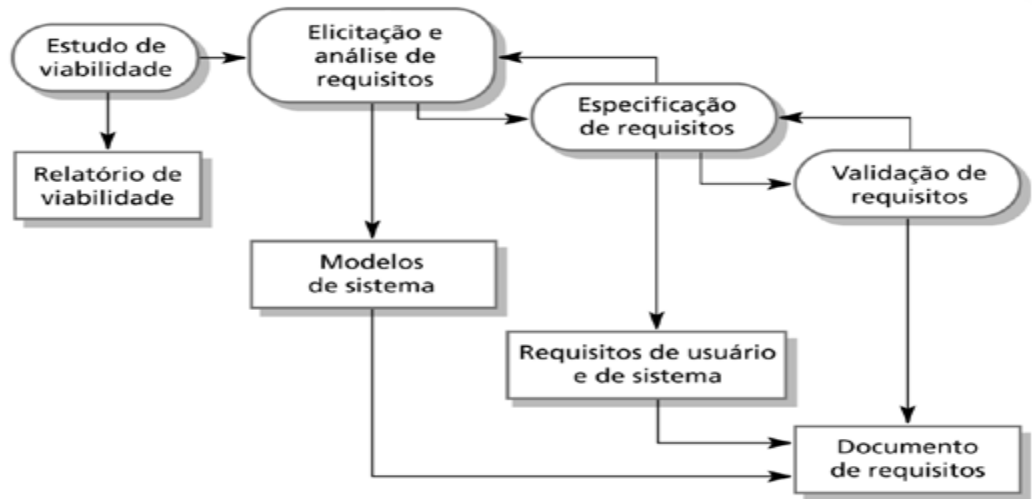 Estudo de
viabilidade
Elicitação e
análise de
requisitos
Especificação
de requisitos
Validação de
requisitos
Relatório de
viabilidade
Modelos
de sistema
Requisitos de usuário
e de sistema
Documento
de requisitos